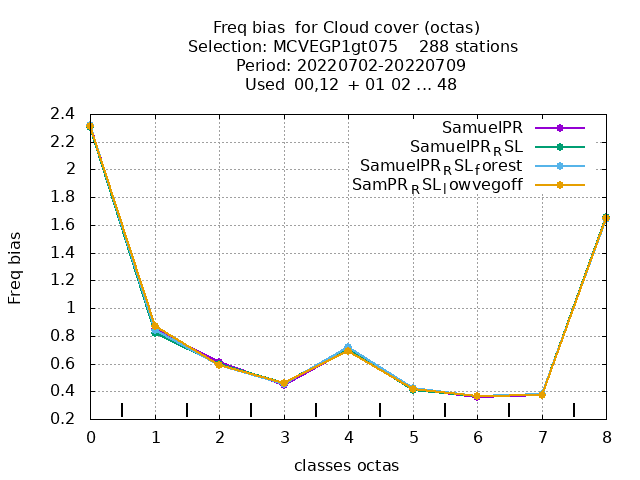 Freq bias  for Cloud cover (octas)
Selection: MCVEGP1gt075    288 stations
Period: 20220702-20220709
Used  00,12  + 01 02 ... 48
SamuelPR
SamuelPR_RSL
SamuelPR_RSL_forest
SamPR_RSL_lowvegoff
Freq bias
2.4
2.2
2
1.8
1.6
1.4
1.2
1
0.8
0.6
0.4
0.2
0 1 2 3 4 5 6 7 8
classes octas